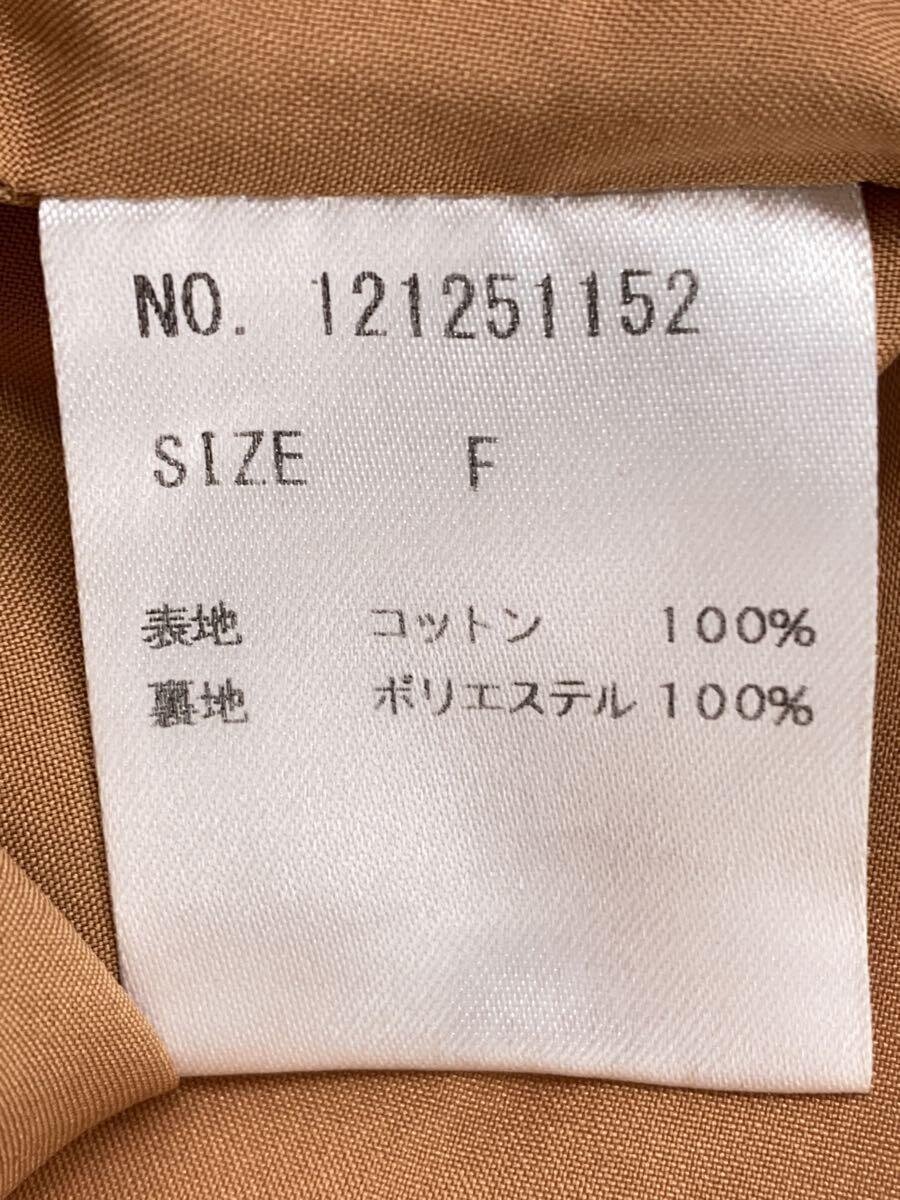 NO. 121251152
SIZE F
表地 コットン 100%
裏地 ポリエステル 100%